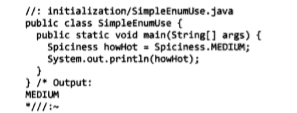 //: initialization/SimpleEnumUse.java
public class SimpleEnumUse {
  public static void main(String[] args) {
    Spiciness howHot = Spiciness.MEDIUM;
    System.out.println(howHot);
  }
} /* Output:
MEDIUM
*///:~